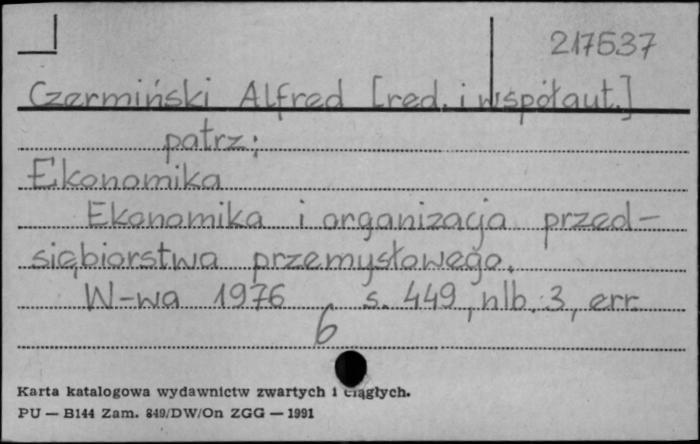 217537
Czermiński Alfred [red. i współaut.]
patrz:
Ekonomika
Ekonomika i organizacja przed-
siębiorstwa przemysłowego.
W-wa 1976 s. 449, nlb. 3, err.
6
Karta katalogowa wydawnictw zwartych i ciągłych.
PU — B144 Zam. 849/DW/On ZGG — 1991